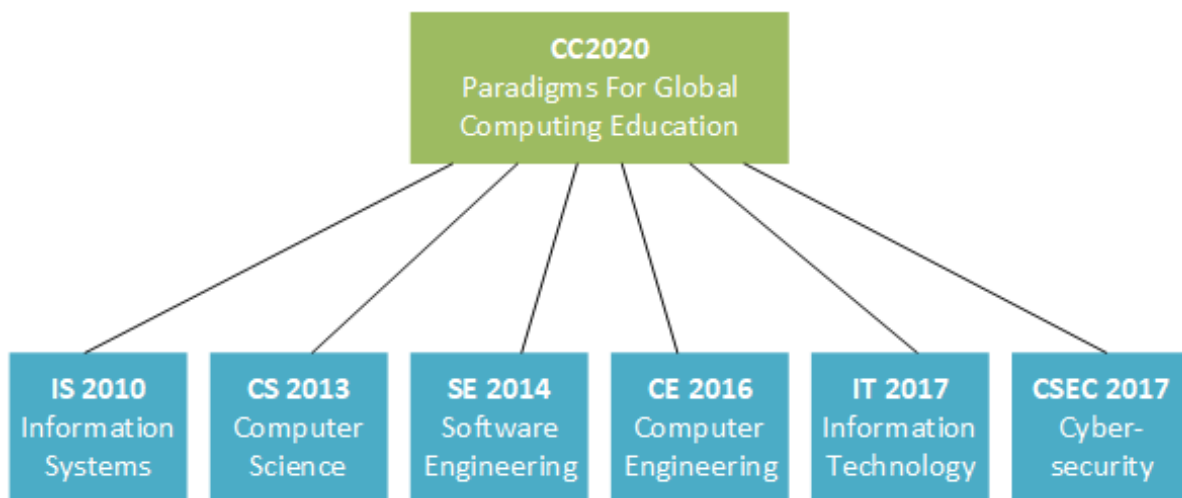 CC2020
Paradigms For Global
Computing Education
IS 2010
Information
Systems
CS 2013
Computer
Science
SE 2014
Software
Engineering
CE 2016
Computer
Engineering
IT 2017
Information
Technology
CSEC 2017
Cyber-
security